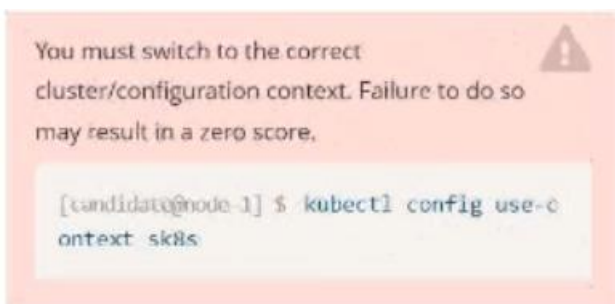 You must switch to the correct
cluster/configuration context. Failure to do so
may result in a zero score.
[candidate@node-1] $ kubectl config use-c
ontext sk8s